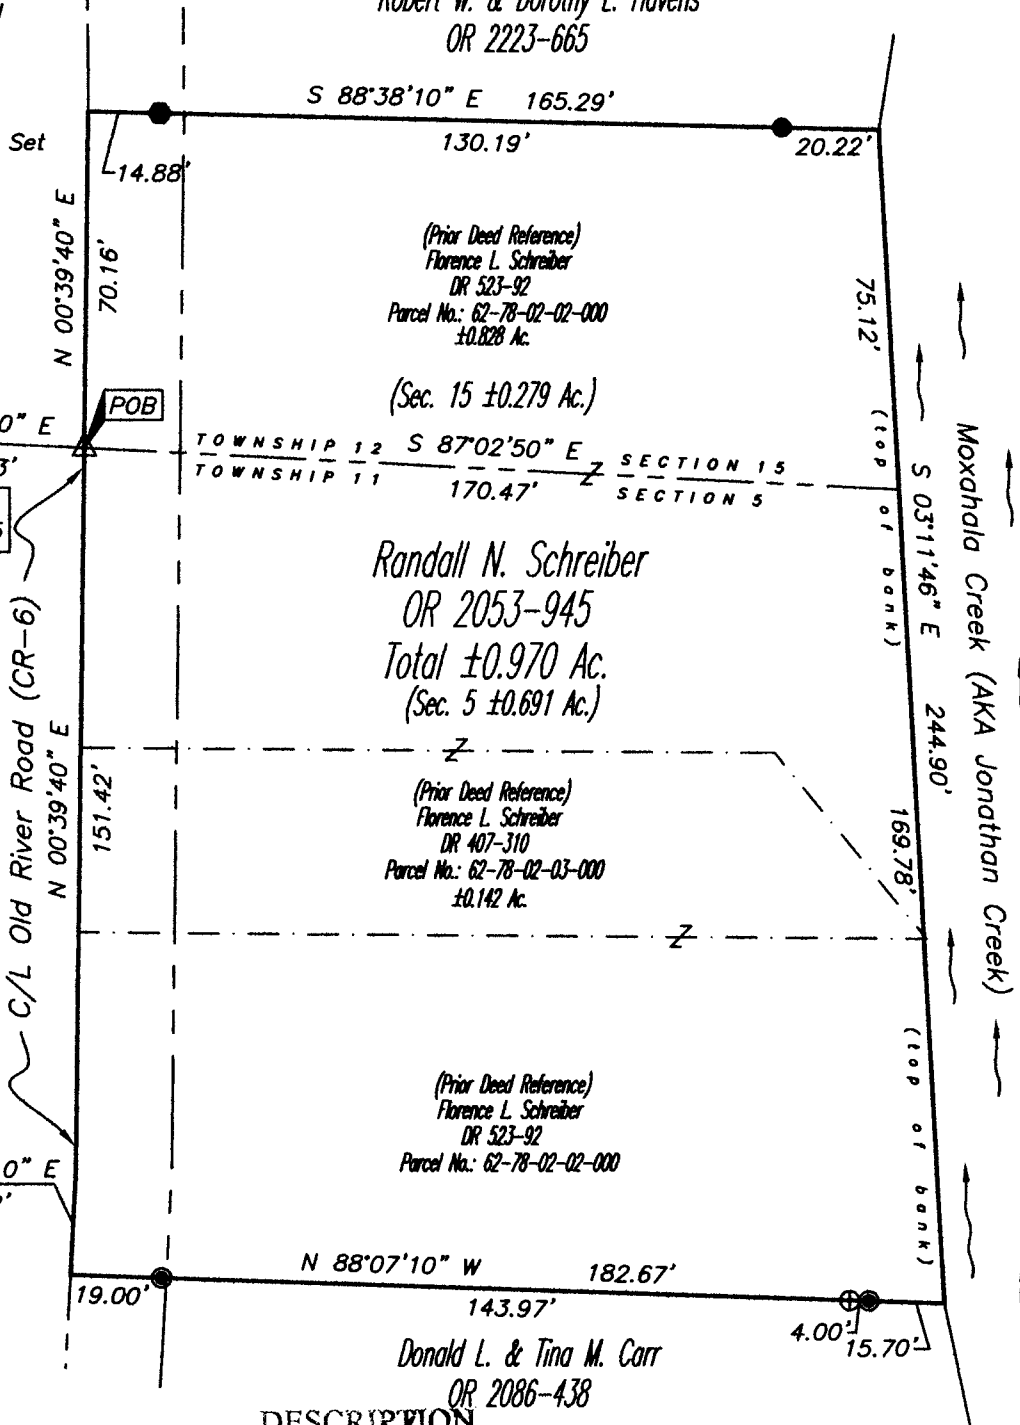 Robert W. & Dorothy L. Havens
OR 2223-665
S 88°38'10" E 165.29'
130.19'
20.22'
14.88'
Set
N 00°39'40" E
70.16'
(Prior Deed Reference)
Florence L. Schreiber
DR 523-92
Parcel No.: 62-78-02-02-000
±0.828 Ac.
75.12'
(Sec. 15 ±0.279 Ac.)
POB
0" E
3'
TOWNSHIP 12 S 87°02'50" E SECTION 15
TOWNSHIP 11 170.47' SECTION 5
(top of bank)
S 03°11'46" E 244.90'
Moxahala Creek (AKA Jonathan Creek)
Randall N. Schreiber
OR 2053-945
Total ±0.970 Ac.
(Sec. 5 ±0.691 Ac.)
C/L Old River Road (CR-6)
N 00°39'40" E
151.42'
(Prior Deed Reference)
Florence L. Schreiber
DR 407-310
Parcel No.: 62-78-02-03-000
±0.142 Ac.
169.78'
(top of bank)
(Prior Deed Reference)
Florence L. Schreiber
DR 523-92
Parcel No.: 62-78-02-02-000
0" E
N 88°07'10" W 182.67'
19.00'
143.97'
4.00'
15.70'
Donald L. & Tina M. Carr
OR 2086-438
DESCRIPTION